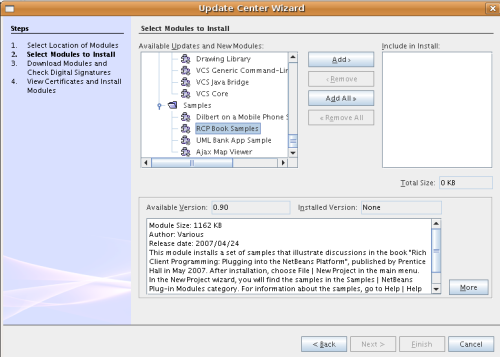 Update Center Wizard
Steps
1. Select Location of Modules
2. Select Modules to Install
3. Download Modules and
Check Digital Signatures
4. View Certificates and Install
Modules
Select Modules to Install
Available Updates and New Modules:
Drawing Library
VCS Generic Command-Lin
VCS Java Bridge
VCS Core
Samples
Dilbert on a Mobile Phone S
RCP Book Samples
UML Bank App Sample
Ajax Map Viewer
Add ›
‹ Remove
Add All »
« Remove All
Include in Install:
Total Size: 0 KB
Available Version: 0.90 Installed Version: None
Module Size: 1162 KB
Author: Various
Release date: 2007/04/24
This module installs a set of samples that illustrate discussions in the book "Rich
Client Programming: Plugging into the NetBeans Platform", published by Prentice
Hall in May 2007. After installation, choose File | New Project in the main menu.
In the New Project wizard, you will find the samples in the Samples | NetBeans
Plug-in Modules category. For information about the samples, go to Help | Help
More
< Back Next > Finish Cancel